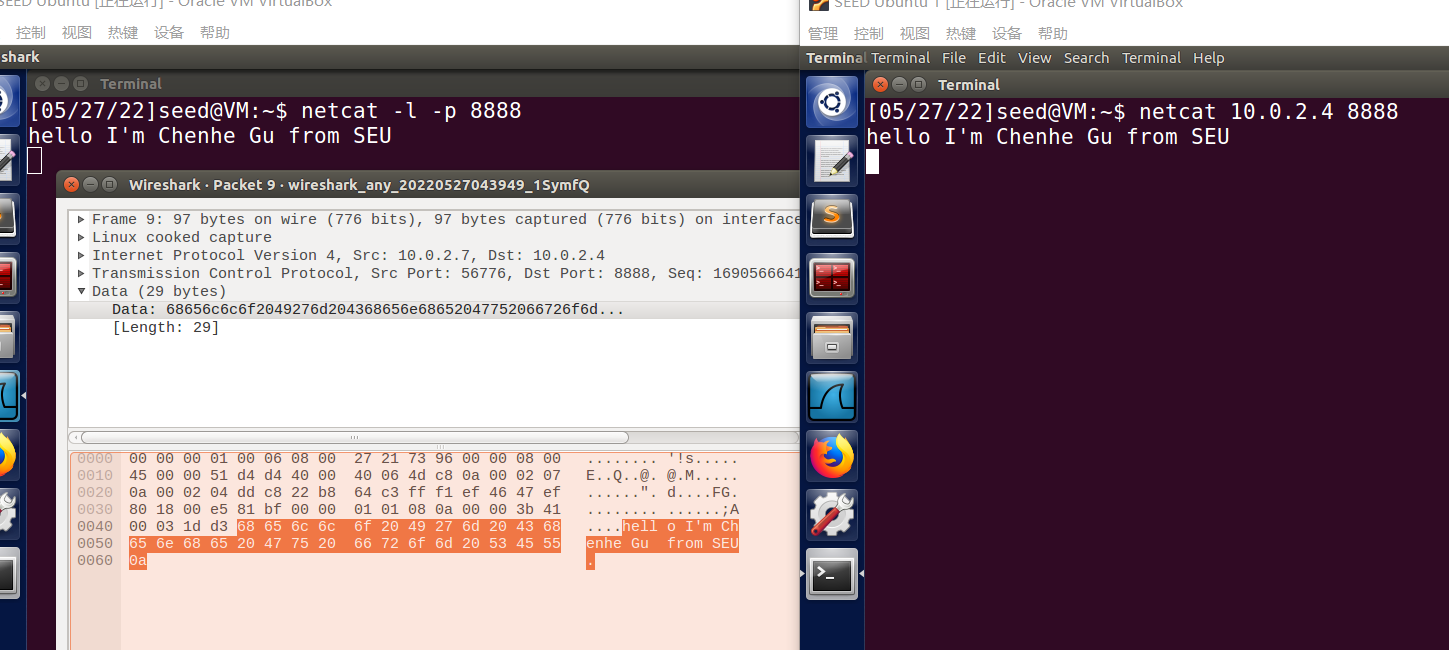 SEED Ubuntu [正在运行] - Oracle VM VirtualBox
控制 视图 热键 设备 帮助
shark
Terminal
[05/27/22]seed@VM:~$ netcat -l -p 8888
hello I'm Chenhe Gu from SEU
Wireshark · Packet 9 · wireshark_any_20220527043949_1SymfQ
Frame 9: 97 bytes on wire (776 bits), 97 bytes captured (776 bits) on interface
Linux cooked capture
Internet Protocol Version 4, Src: 10.0.2.7, Dst: 10.0.2.4
Transmission Control Protocol, Src Port: 56776, Dst Port: 8888, Seq: 1690566641
Data (29 bytes)
Data: 68656c6c6f2049276d204368656e68652047752066726f6d...
[Length: 29]
0000 00 00 00 01 00 06 08 00 27 21 73 96 00 00 08 00 ........ '!s.....
0010 45 00 00 51 d4 d4 40 00 40 06 4d c8 0a 00 02 07 E..Q..@. @.M.....
0020 0a 00 02 04 dd c8 22 b8 64 c3 ff f1 ef 46 47 ef ......". d....FG.
0030 80 18 00 e5 81 bf 00 00 01 01 08 0a 00 00 3b 41 ........ ......;A
0040 00 03 1d d3 68 65 6c 6c 6f 20 49 27 6d 20 43 68 ....hell o I'm Ch
0050 65 6e 68 65 20 47 75 20 66 72 6f 6d 20 53 45 55 enhe Gu from SEU
0060 0a .
SEED Ubuntu 1 [正在运行] - Oracle VM VirtualBox
管理 控制 视图 热键 设备 帮助
Terminal Terminal File Edit View Search Terminal Help
Terminal
[05/27/22]seed@VM:~$ netcat 10.0.2.4 8888
hello I'm Chenhe Gu from SEU